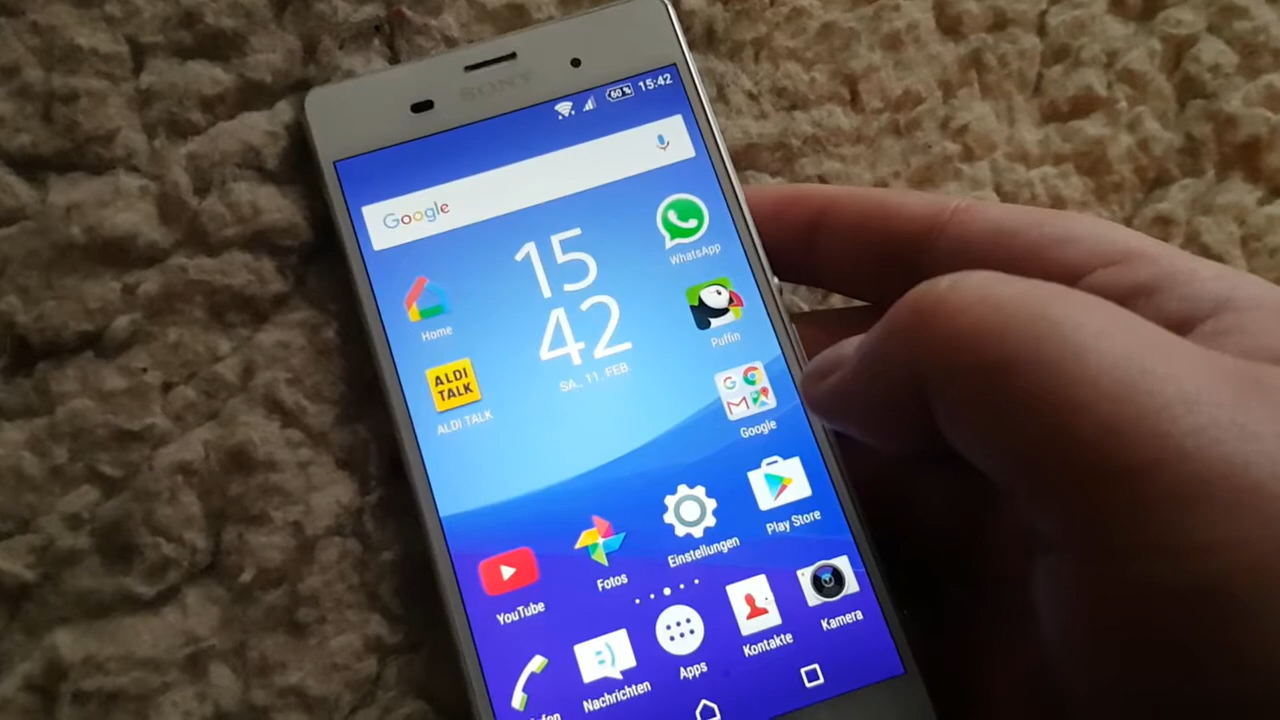 SONY
60 % 15:42
Google
15
42
SA., 11. FEB.
WhatsApp
Home
Puffin
ALDI
TALK
ALDI TALK
Google
Play Store
Einstellungen
Fotos
YouTube
Kamera
Kontakte
Apps
Nachrichten